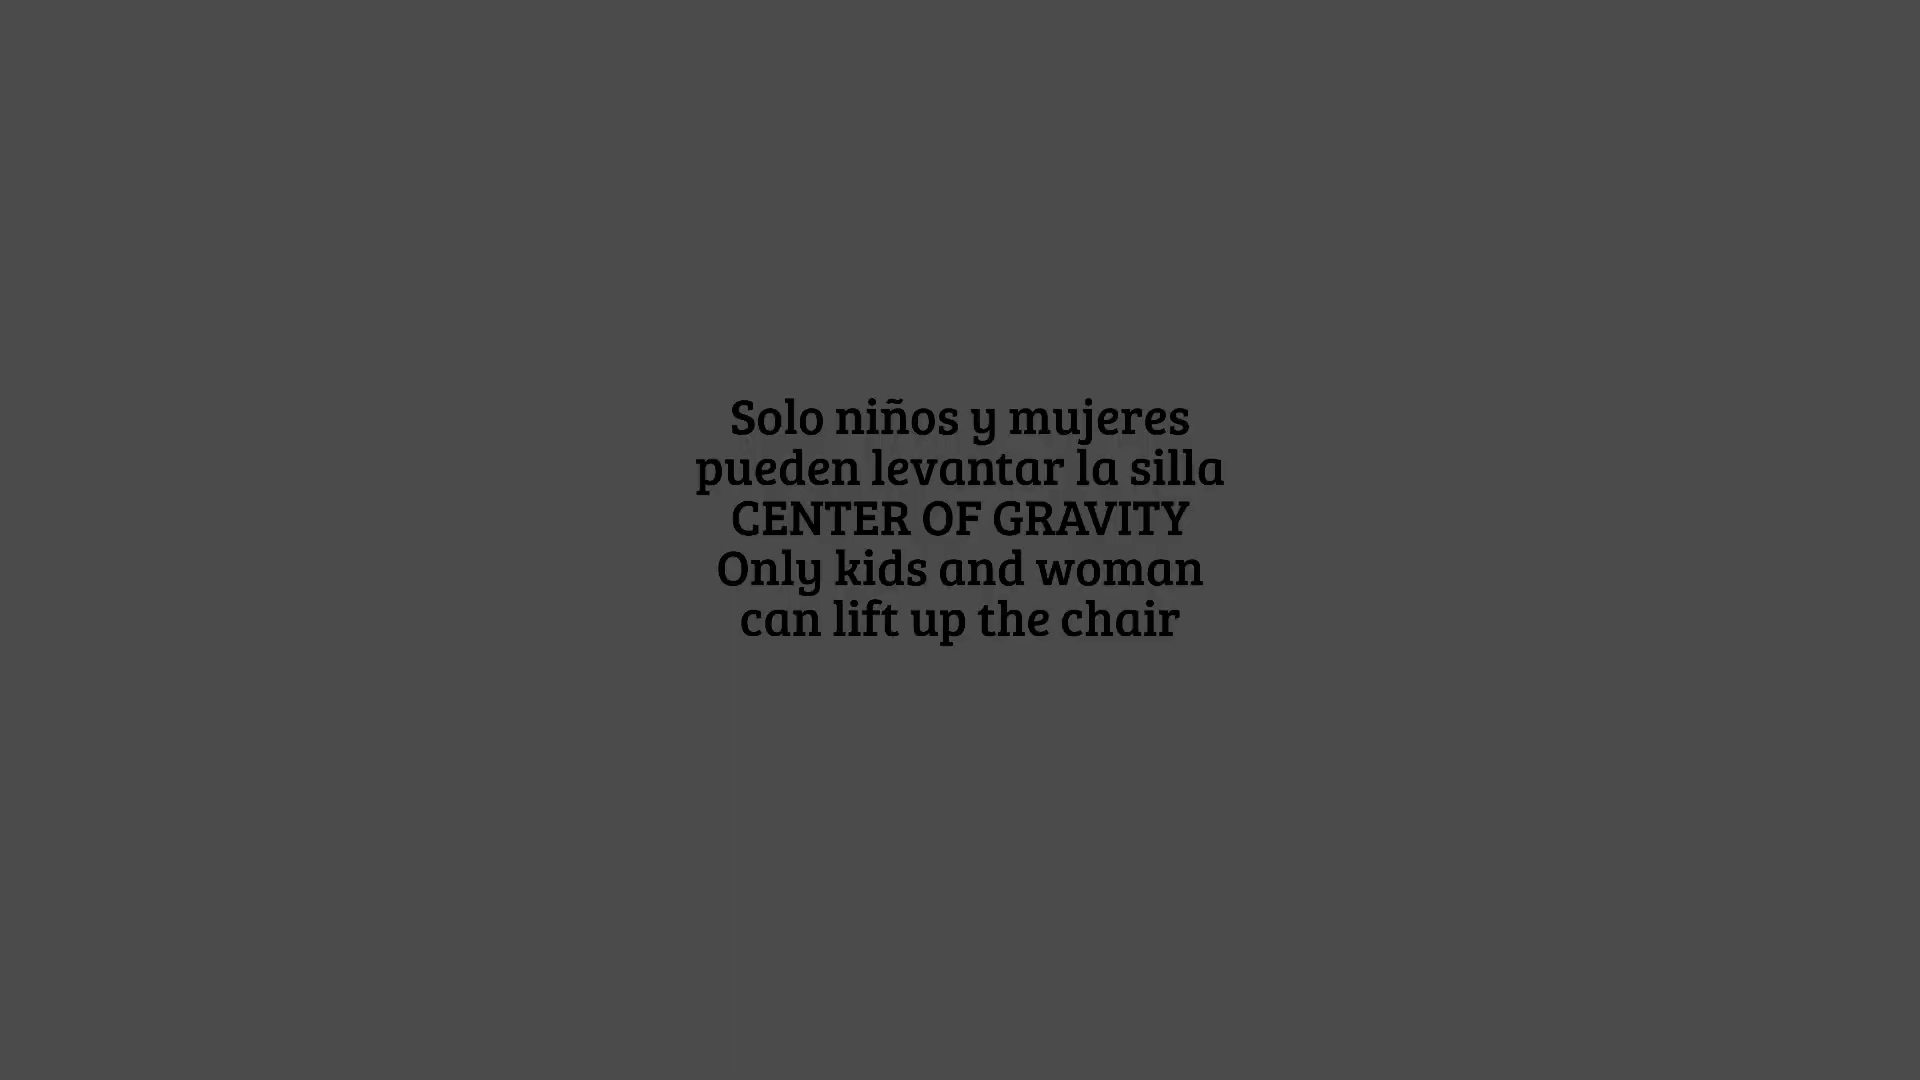 Solo niños y mujeres
pueden levantar la silla
CENTER OF GRAVITY
Only kids and woman
can lift up the chair